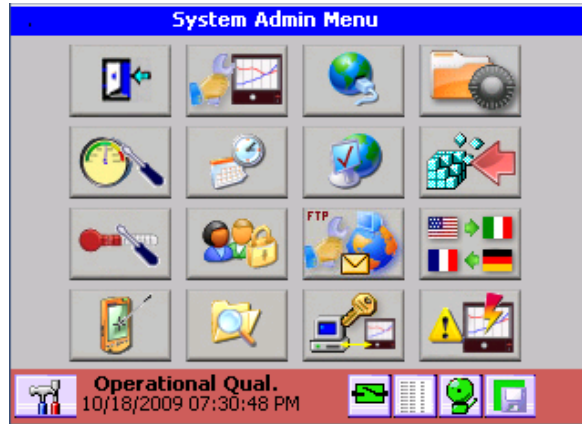 System Admin Menu
FTP
Operational Qual.
10/18/2009 07:30:48 PM